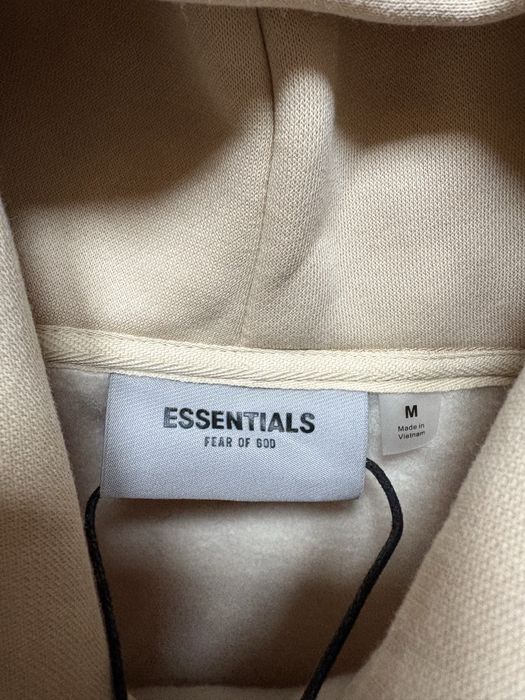 ESSENTIALS
FEAR OF GOD
M
Made in
Vietnam